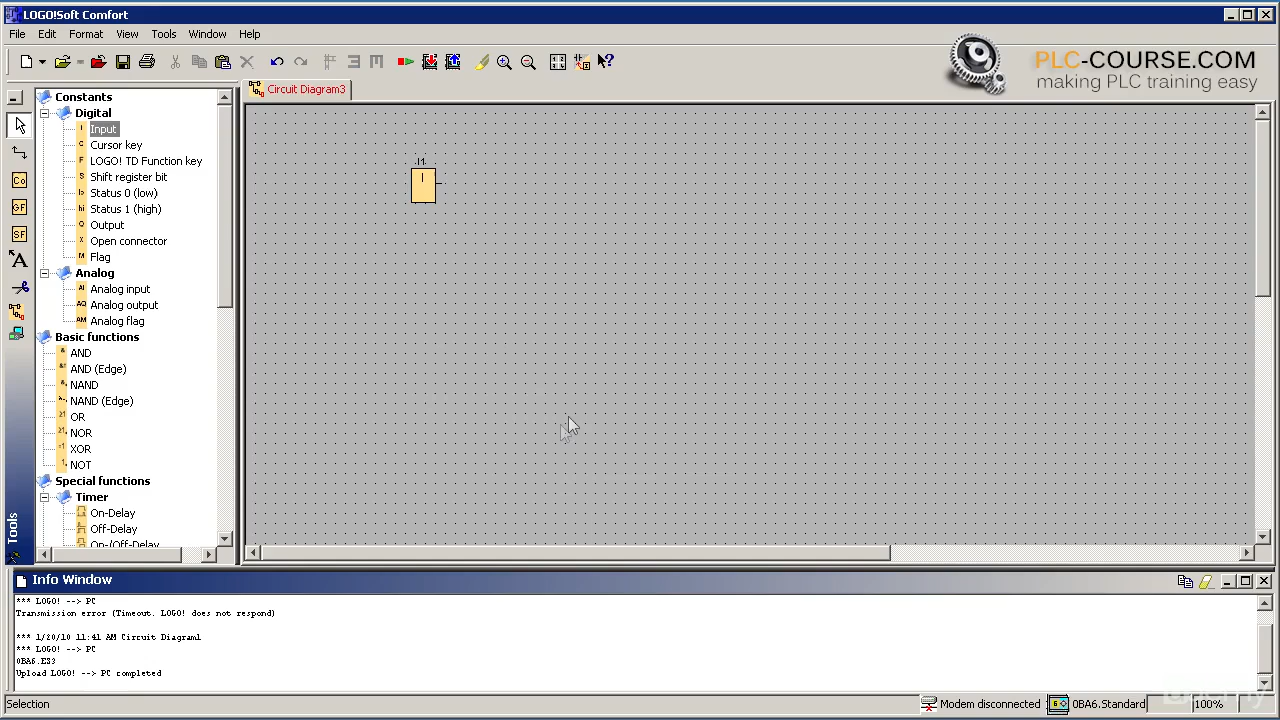 LOGO!Soft Comfort
File Edit Format View Tools Window Help
PLC-COURSE.COM
making PLC training easy
Circuit Diagram3
Constants
Digital
Input
Cursor key
LOGO! TD Function key
Shift register bit
Status 0 (low)
Status 1 (high)
Output
Open connector
Flag
Analog
Analog input
Analog output
Analog flag
Basic functions
AND
AND (Edge)
NAND
NAND (Edge)
OR
NOR
XOR
NOT
Special functions
Timer
On-Delay
Off-Delay
On-/Off-Delay
Tools
I1
I
Info Window
*** LOGO! --> PC
Transmission error (Timeout. LOGO! does not respond)
*** 1/20/10 11:41 AM Circuit Diagram1
*** LOGO! --> PC
0BA6.ES3
Upload LOGO! --> PC completed
Selection
Modem disconnected
0BA6.Standard
100%
udemy